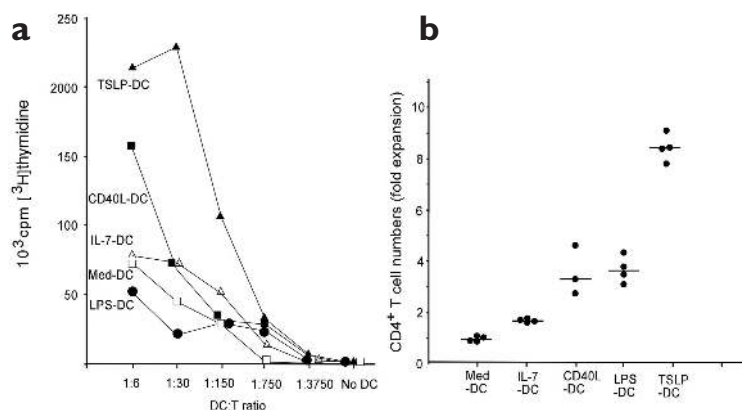 a
250
2000
150
100
50
10³ cpm [³H]thymidine
TSLP-DC
CD40L-DC
IL-7-DC
Med-DC
LPS-DC
1:6 1:30 1:150 1:750 1:3750 No DC
DC:T ratio
b
10
8
6
4
2
0
CD4⁺ T cell numbers (fold expansion)
Med IL-7 CD40L LPS TSLP
-DC -DC -DC -DC -DC